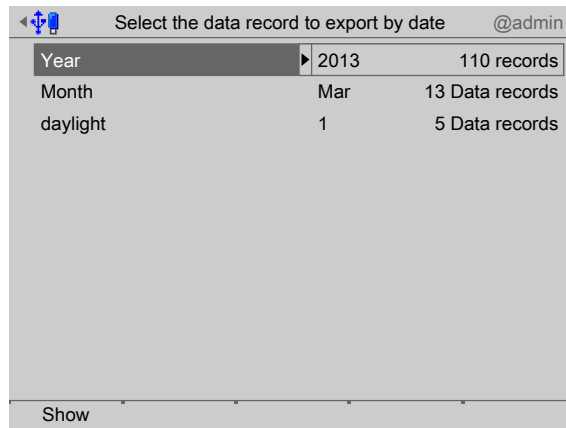 Select the data record to export by date @admin
Year 2013 110 records
Month Mar 13 Data records
daylight 1 5 Data records
Show